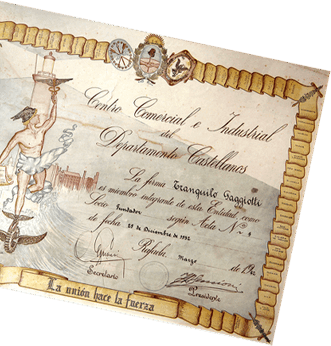 Centro Comercial e Industrial
del
Departamento Castellanos
La firma Tranquilo Gaggiotti
es miembro integrante de esta Entidad como
Socio Fundador según Acta Nº 1
de fecha 28 de Diciembre de 1932
Rafaela, Marzo de 19
Secretario
Presidente
La unión hace la fuerza